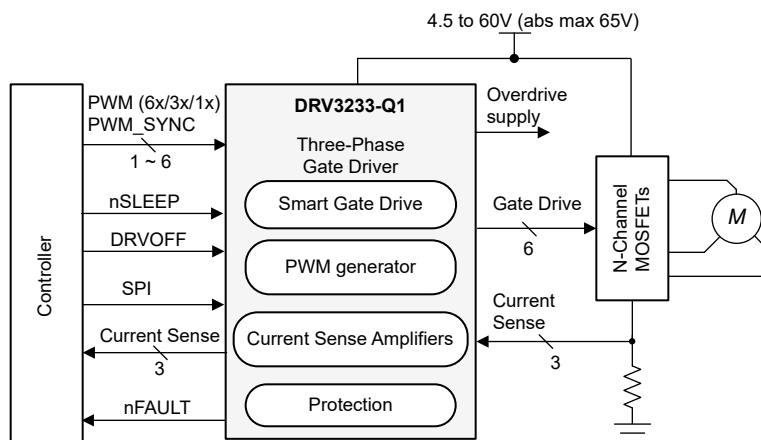 4.5 to 60V (abs max 65V)
PWM (6x/3x/1x)
PWM_SYNC
1 ~ 6
nSLEEP
DRVOFF
SPI
Current Sense
3
nFAULT
Controller
DRV3233-Q1
Three-Phase
Gate Driver
Smart Gate Drive
PWM generator
Current Sense Amplifiers
Protection
Overdrive
supply
Gate Drive
6
Current
Sense
3
N-Channel
MOSFETs
M